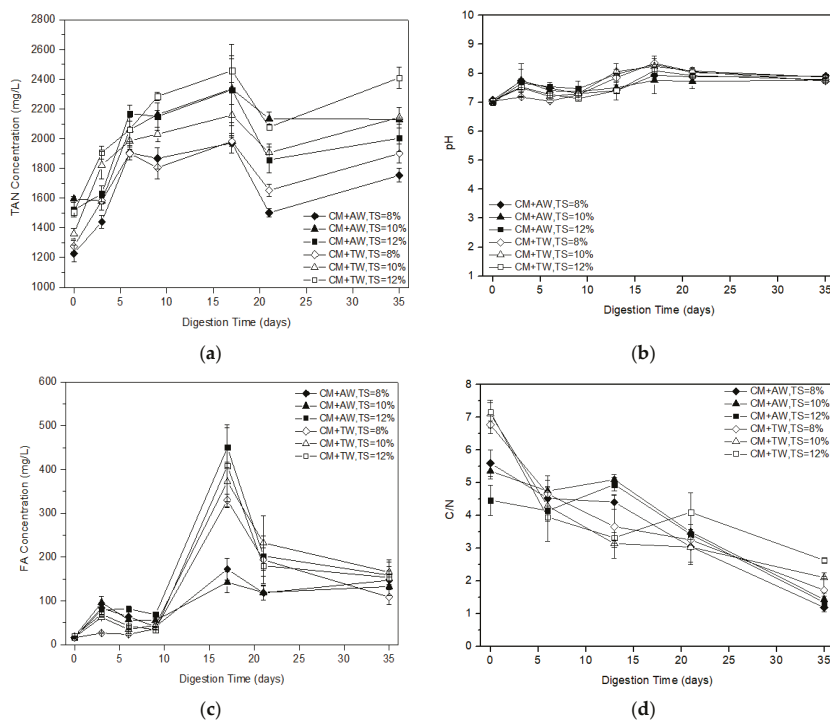 2800
2600
2400
2200
2000
1800
1600
1400
1200
1000
TAN Concentration (mg/L)
CM+AW,TS=8%
CM+AW,TS=10%
CM+AW,TS=12%
CM+TW,TS=8%
CM+TW,TS=10%
CM+TW,TS=12%
0 5 10 15 20 25 30 35
Digestion Time (days)
(a)
10
9
8
7
6
5
4
3
2
1
pH
CM+AW,TS=8%
CM+AW,TS=10%
CM+AW,TS=12%
CM+TW,TS=8%
CM+TW,TS=10%
CM+TW,TS=12%
0 5 10 15 20 25 30 35
Digestion Time (days)
(b)
600
500
400
300
200
100
0
FA Concentration (mg/L)
CM+AW,TS=8%
CM+AW,TS=10%
CM+AW,TS=12%
CM+TW,TS=8%
CM+TW,TS=10%
CM+TW,TS=12%
0 5 10 15 20 25 30 35
Digestion Time (days)
(c)
8
7
6
5
4
3
2
1
0
C/N
CM+AW,TS=8%
CM+AW,TS=10%
CM+AW,TS=12%
CM+TW,TS=8%
CM+TW,TS=10%
CM+TW,TS=12%
0 5 10 15 20 25 30 35
Digestion Time (days)
(d)